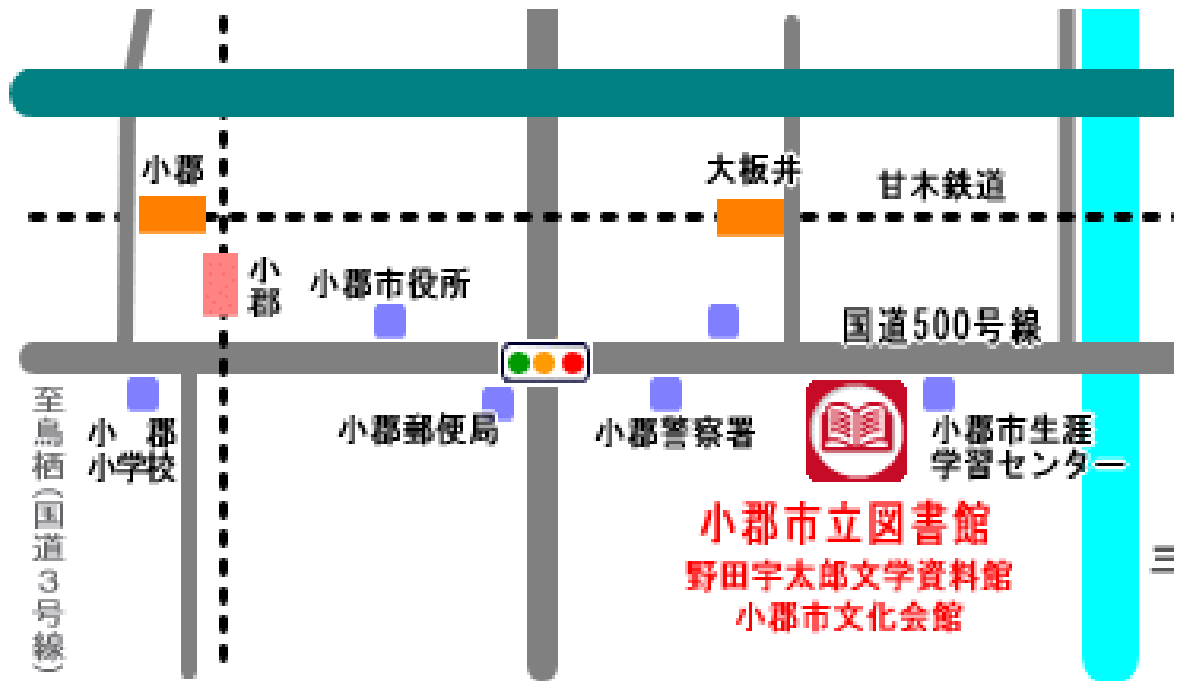 小郡
大板井
甘木鉄道
小郡
小郡市役所
国道500号線
至鳥栖(国道3号線)
小 郡
小学校
小郡郵便局
小郡警察署
小郡市生涯
学習センター
小郡市立図書館
野田宇太郎文学資料館
小郡市文化会館